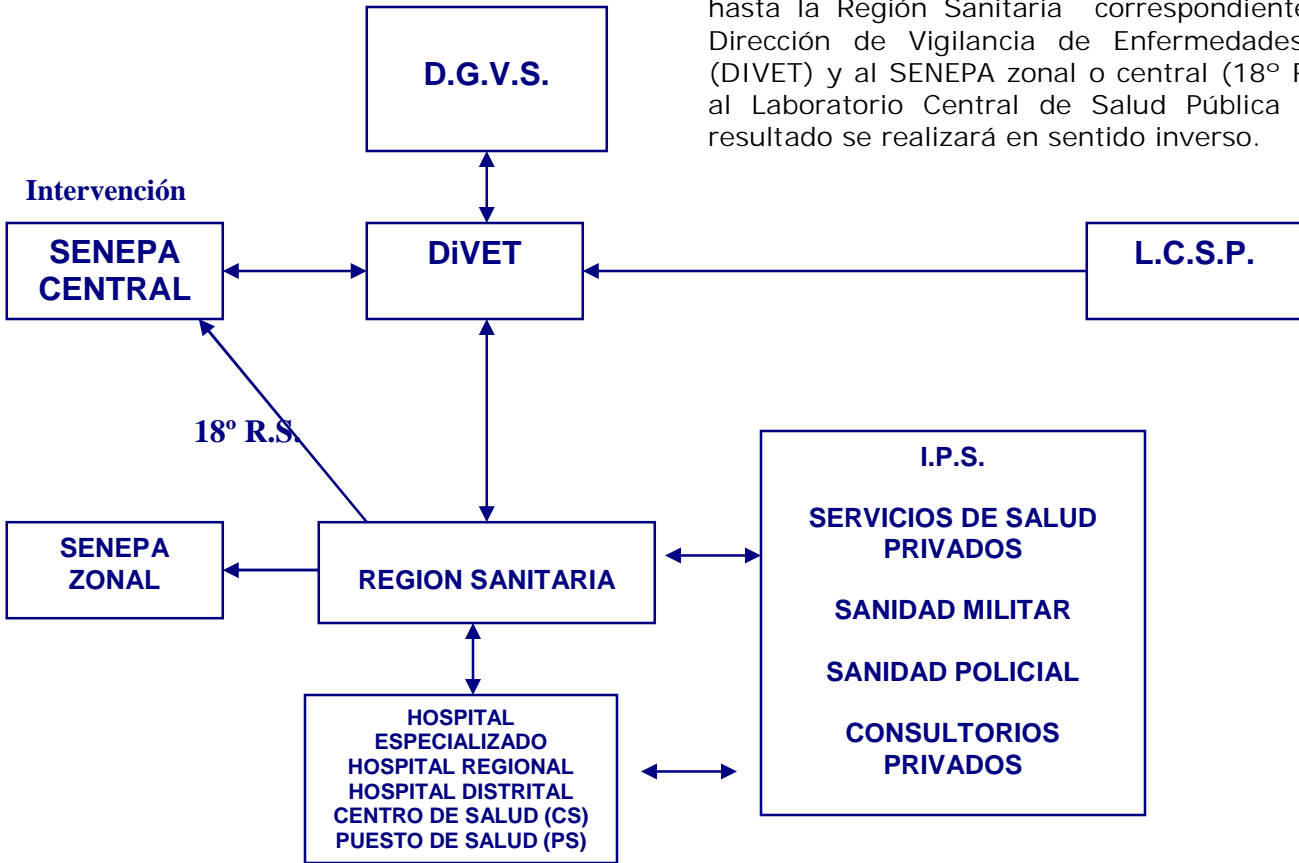 hasta la Región Sanitaria correspondiente
Dirección de Vigilancia de Enfermedades
(DIVET) y al SENEPA zonal o central (18º
al Laboratorio Central de Salud Pública
resultado se realizará en sentido inverso.
D.G.V.S.
Intervención
SENEPA
CENTRAL
DiVET
L.C.S.P.
18º R.S.
SENEPA
ZONAL
REGION SANITARIA
I.P.S.
SERVICIOS DE SALUD
PRIVADOS
SANIDAD MILITAR
SANIDAD POLICIAL
CONSULTORIOS
PRIVADOS
HOSPITAL
ESPECIALIZADO
HOSPITAL REGIONAL
HOSPITAL DISTRITAL
CENTRO DE SALUD (CS)
PUESTO DE SALUD (PS)